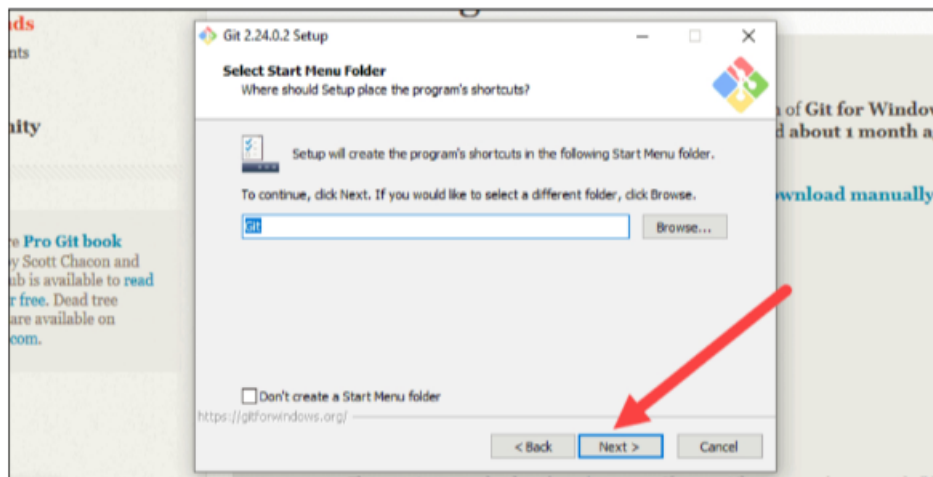 ds
nts
nity
e Pro Git book
y Scott Chacon and
ub is available to read
r free. Dead tree
are available on
com.
Git 2.24.0.2 Setup
Select Start Menu Folder
Where should Setup place the program's shortcuts?
Setup will create the program's shortcuts in the following Start Menu folder.
To continue, click Next. If you would like to select a different folder, click Browse.
Git
Browse...
Don't create a Start Menu folder
https://gitforwindows.org/
< Back
Next >
Cancel
of Git for Window
d about 1 month a
ownload manually